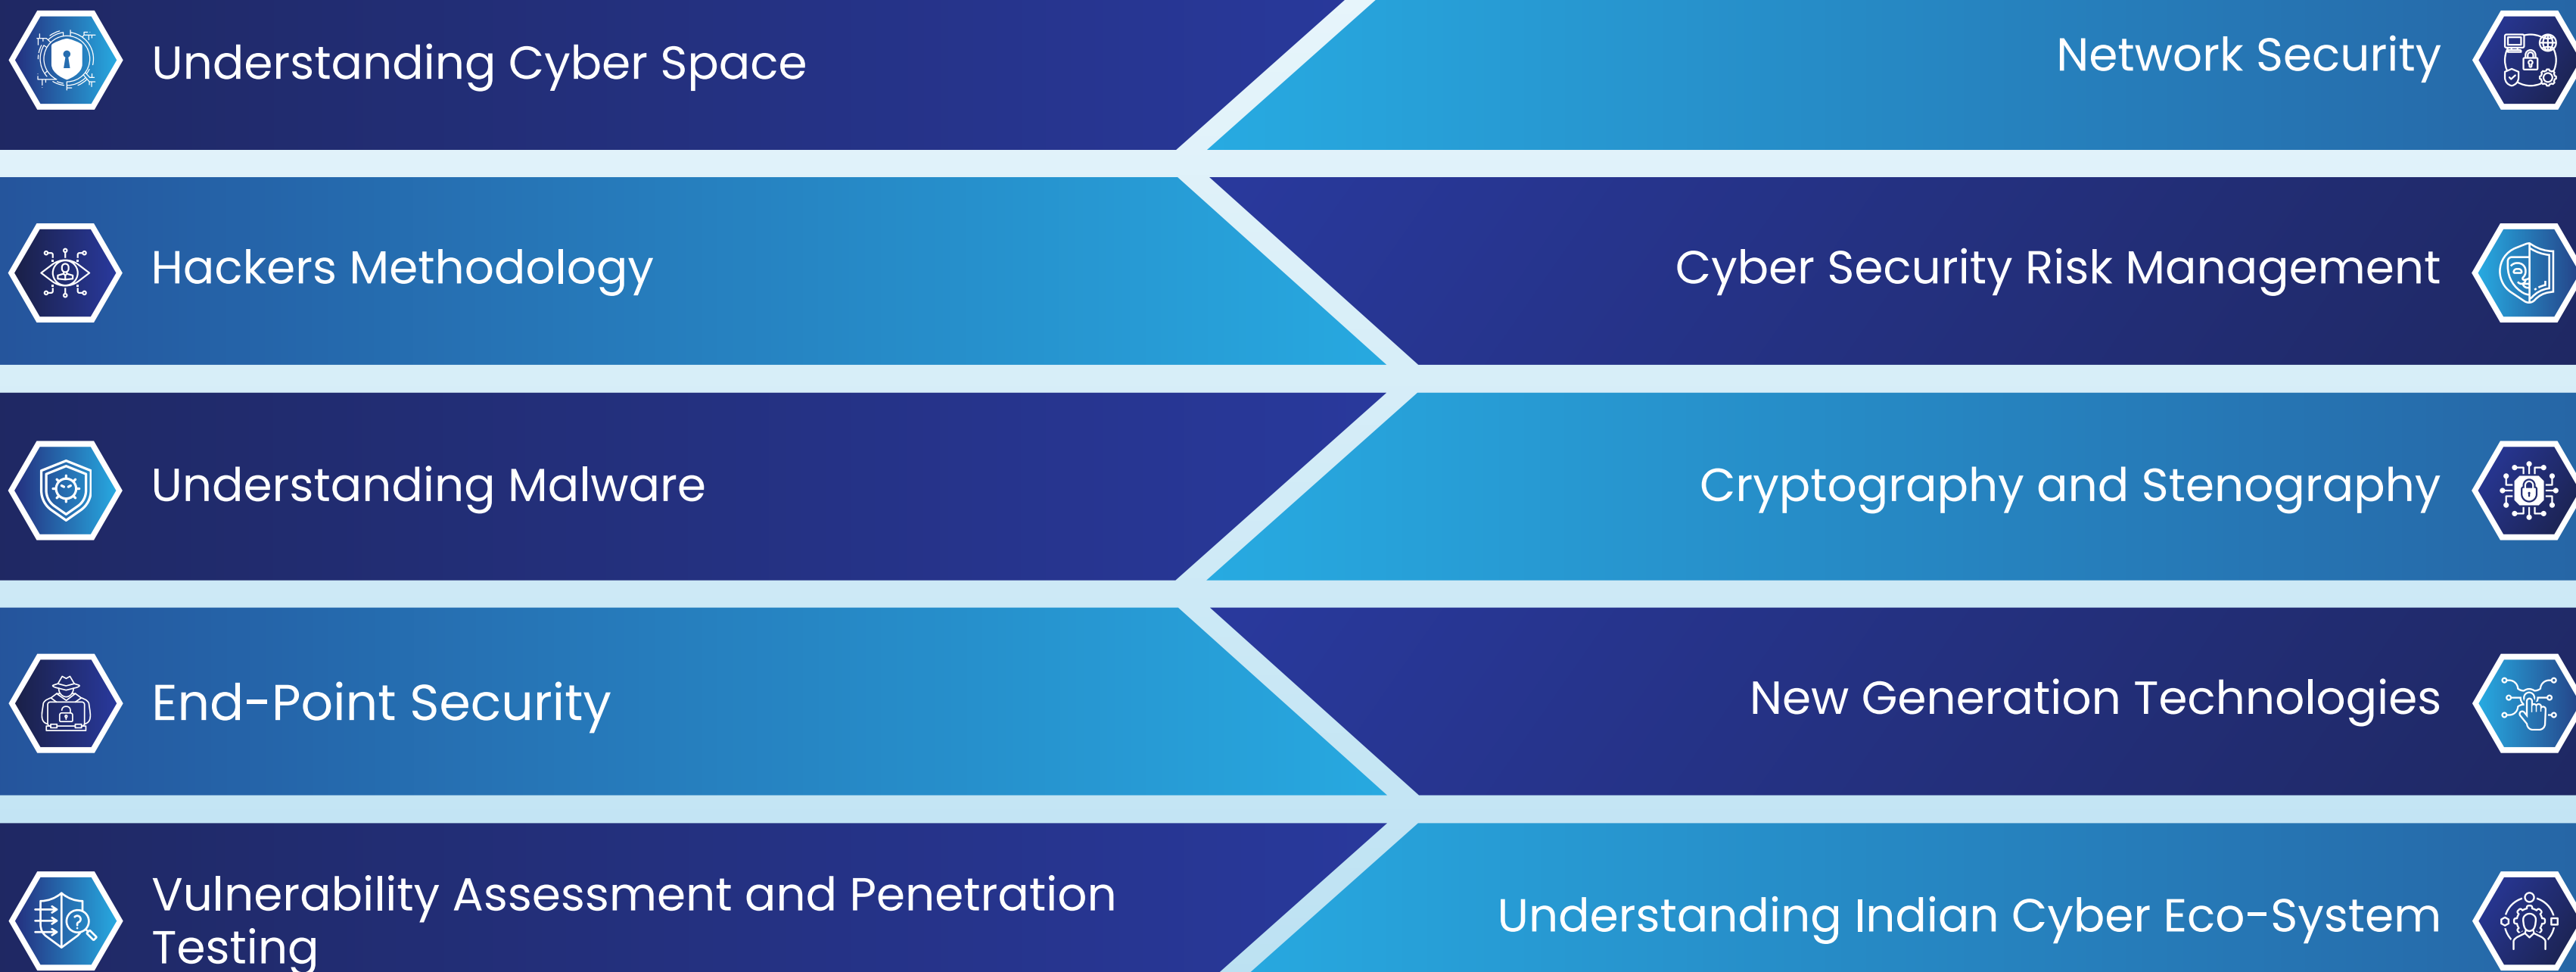 Understanding Cyber Space
Network Security
Hackers Methodology
Cyber Security Risk Management
Understanding Malware
Cryptography and Stenography
End-Point Security
New Generation Technologies
Vulnerability Assessment and Penetration
Testing
Understanding Indian Cyber Eco-System